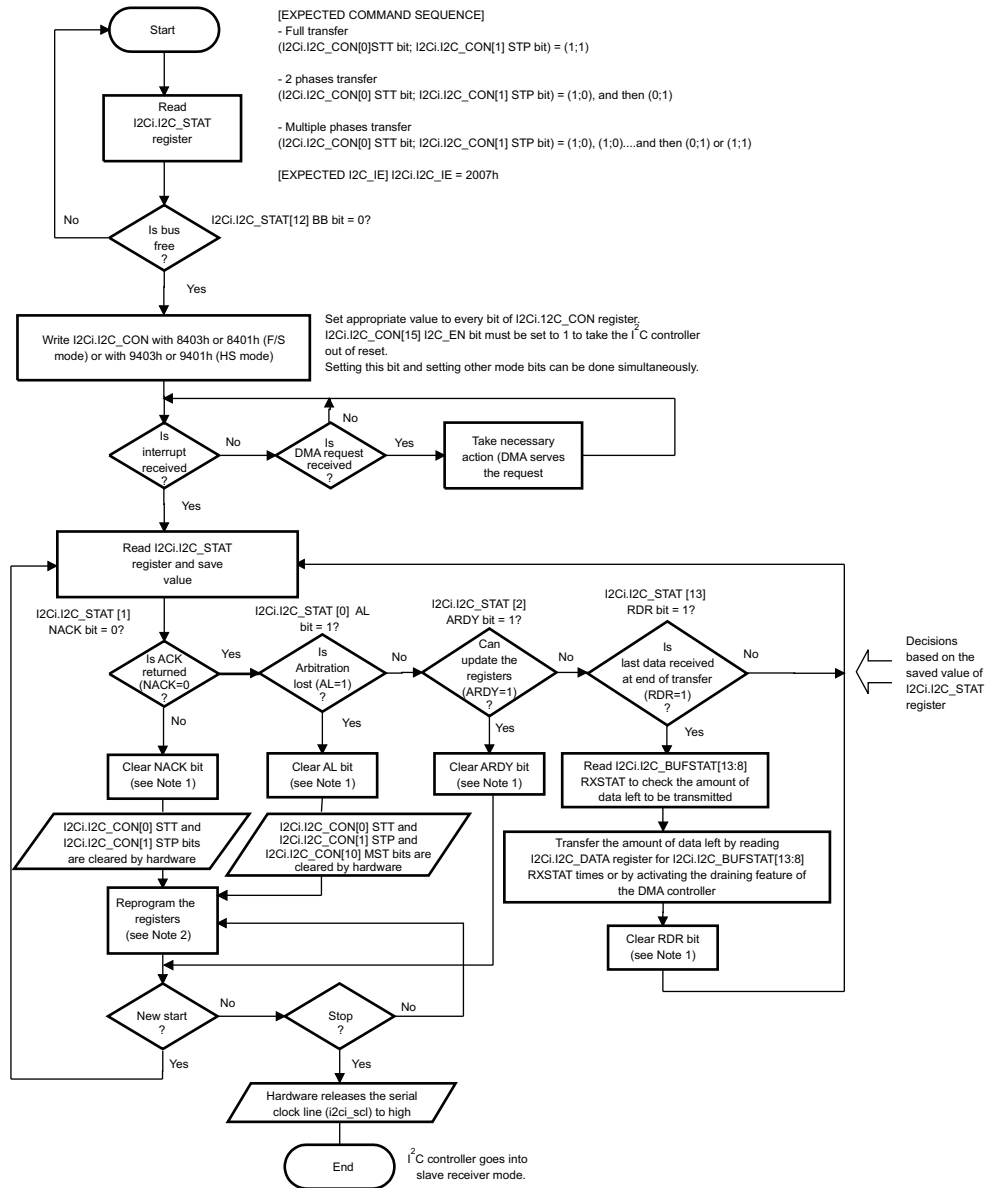 Start
[EXPECTED COMMAND SEQUENCE]
- Full transfer
(I2Ci.I2C_CON[0]STT bit; I2Ci.I2C_CON[1] STP bit) = (1;1)
- 2 phases transfer
(I2Ci.I2C_CON[0] STT bit; I2Ci.I2C_CON[1] STP bit) = (1;0), and then (0;1)
- Multiple phases transfer
(I2Ci.I2C_CON[0] STT bit; I2Ci.I2C_CON[1] STP bit) = (1;0), (1;0)....and then (0;1) or (1;1)
[EXPECTED I2C_IE] I2Ci.I2C_IE = 2007h
Read
I2Ci.I2C_STAT
register
No
I2Ci.I2C_STAT[12] BB bit = 0?
Is bus
free
?
Yes
Write I2Ci.I2C_CON with 8403h or 8401h (F/S
mode) or with 9403h or 9401h (HS mode)
Set appropriate value to every bit of I2Ci.12C_CON register.
I2Ci.I2C_CON[15] I2C_EN bit must be set to 1 to take the I2C controller
out of reset.
Setting this bit and setting other mode bits can be done simultaneously.
Is
interrupt
received
?
No
Is
DMA request
received
?
No
Yes
Take necessary
action (DMA serves
the request
Yes
Read I2Ci.I2C_STAT
register and save
value
I2Ci.I2C_STAT [1]
NACK bit = 0?
I2Ci.I2C_STAT [0] AL
bit = 1?
I2Ci.I2C_STAT [2]
ARDY bit = 1?
I2Ci.I2C_STAT [13]
RDR bit = 1?
Is ACK
returned
(NACK=0
?
Yes
Is
Arbitration
lost (AL=1)
?
No
Can
update the
registers
(ARDY=1)
?
No
Is
last data received
at end of transfer
(RDR=1)
?
No
Decisions
based on the
saved value of
I2Ci.I2C_STAT
register
No
Yes
Yes
Yes
Clear NACK bit
(see Note 1)
Clear AL bit
(see Note 1)
Clear ARDY bit
(see Note 1)
Read I2Ci.I2C_BUFSTAT[13:8]
RXSTAT to check the amount of
data left to be transmitted
I2Ci.I2C_CON[0] STT and
I2Ci.I2C_CON[1] STP bits
are cleared by hardware
I2Ci.I2C_CON[0] STT and
I2Ci.I2C_CON[1] STP and
I2Ci.I2C_CON[10] MST bits are
cleared by hardware
Transfer the amount of data left by reading
I2Ci.I2C_DATA register for I2Ci.I2C_BUFSTAT[13:8]
RXSTAT times or by activating the draining feature of
the DMA controller
Reprogram the
registers
(see Note 2)
Clear RDR bit
(see Note 1)
New start
?
No
Stop
?
No
Yes
Yes
Hardware releases the serial
clock line (i2ci_scl) to high
End
I2C controller goes into
slave receiver mode.